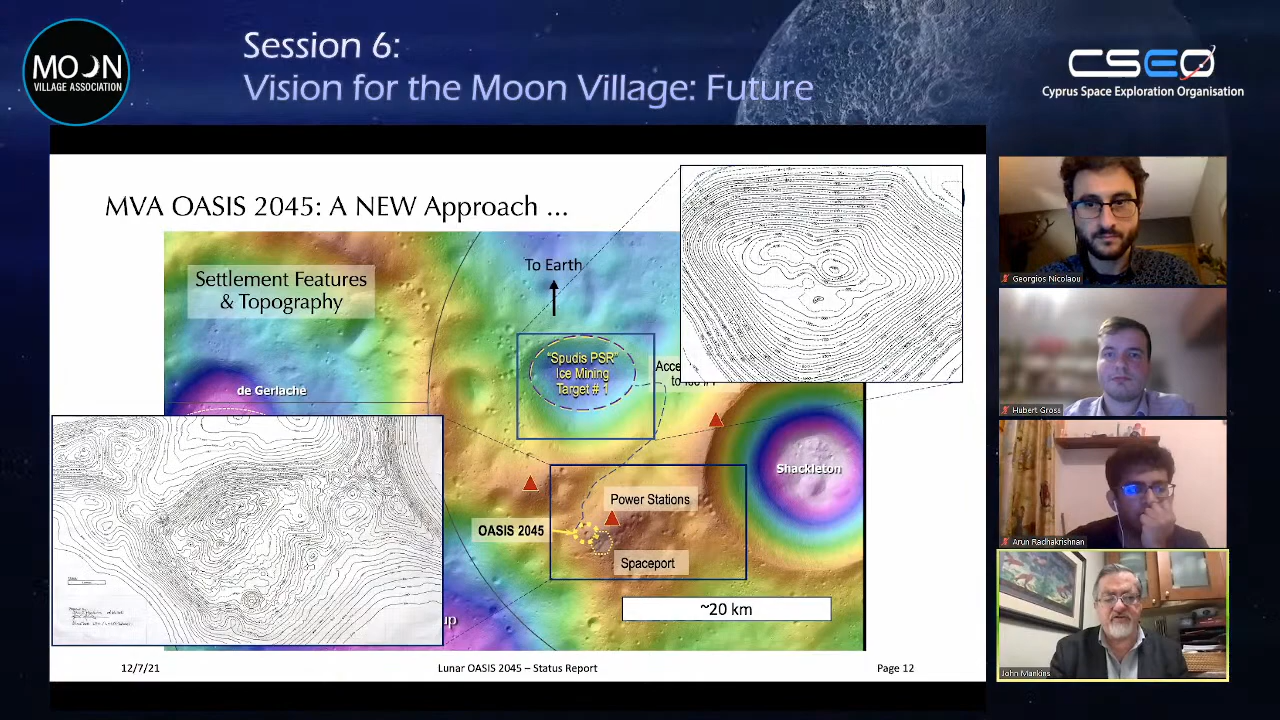 MOON
VILLAGE ASSOCIATION
Session 6:
Vision for the Moon Village: Future
CSEO
Cyprus Space Exploration Organisation
MVA OASIS 2045: A NEW Approach ...
Settlement Features
& Topography
To Earth
"Spudis PSR"
Ice Mining
Target # 1
Acce
to
de Gerlache
Shackleton
Power Stations
OASIS 2045
Spaceport
~20 km
up
12/7/21
Lunar OASIS 2045 – Status Report
Page 12
Georgios Nicolaou
Hubert Gross
Arun Radhakrishnan
John Mankins